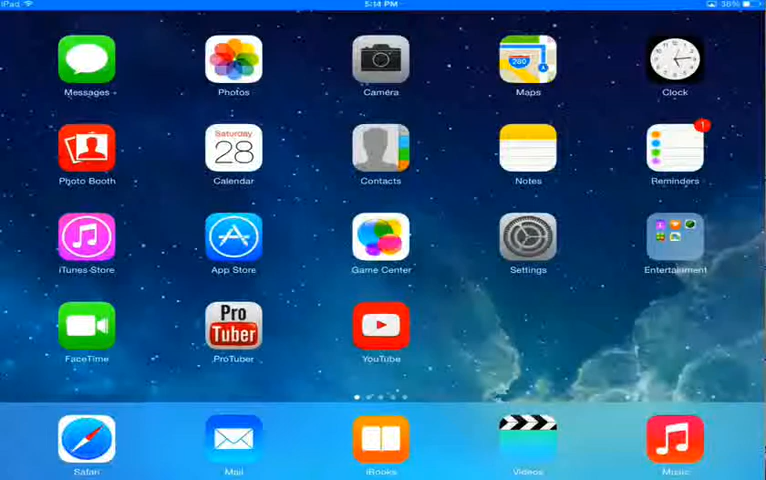 iPad 5:14 PM 36%
Messages Photos Camera Maps Clock
280
Saturday
28
1
Photo Booth Calendar Contacts Notes Reminders
iTunes Store App Store Game Center Settings Entertainment
Pro
Tuber
FaceTime ProTuber YouTube
Safari Mail iBooks Videos Music